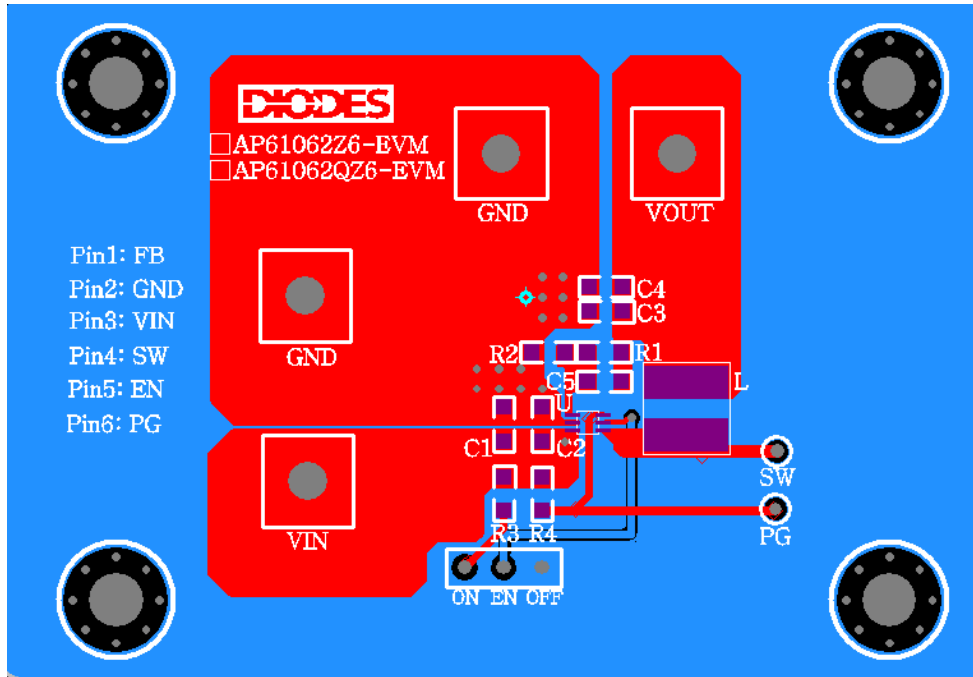 DIODES
AP61062Z6-EVM
AP61062QZ6-EVM
GND
VOUT
Pin1: FB
Pin2: GND
Pin3: VIN
Pin4: SW
Pin5: EN
Pin6: PG
GND
C4
C3
R2
R1
C5
L
U
C1
C2
SW
VIN
R3
R4
PG
ON EN OFF